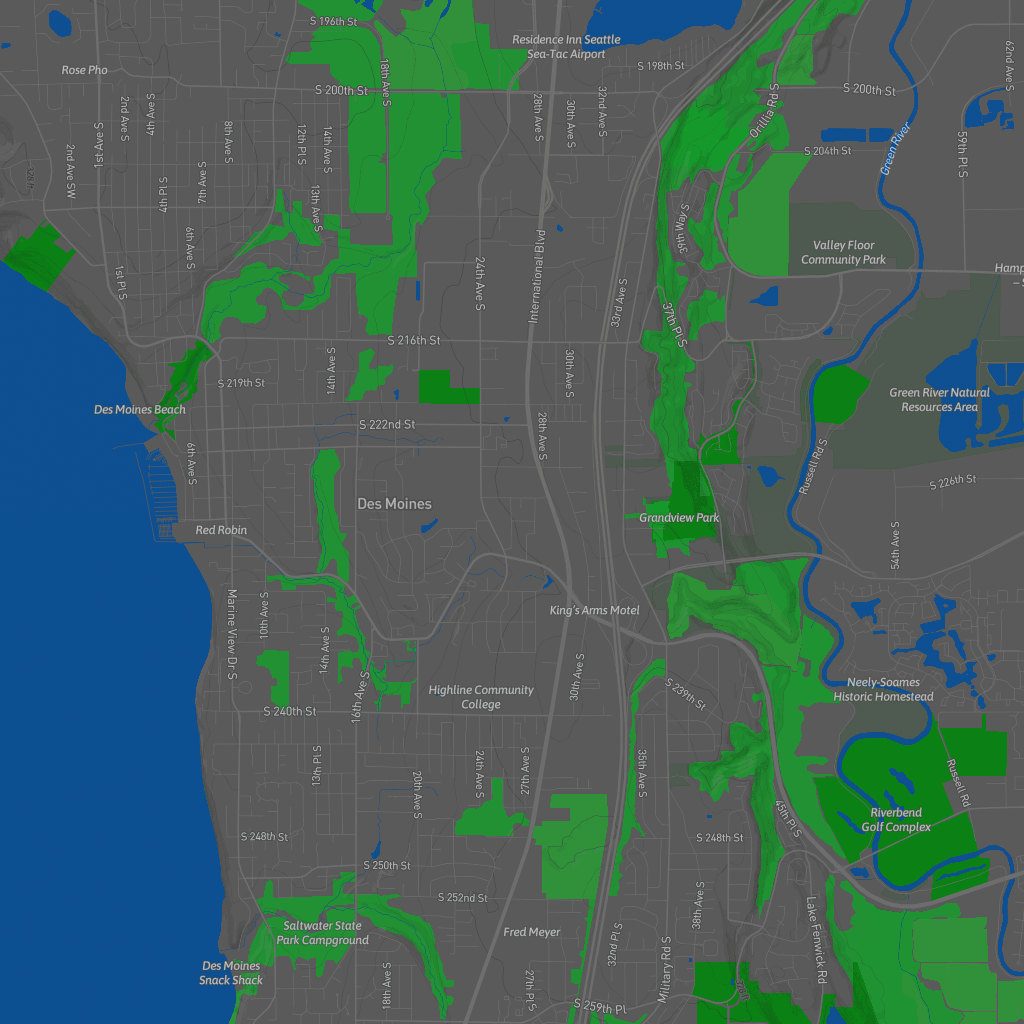 S 196th St
Residence Inn Seattle
Sea-Tac Airport
62nd Ave S
Rose Pho
18th Ave S
S 198th St
S 200th St
S 200th St
2nd Ave S
4th Ave S
28th Ave S
30th Ave S
32nd Ave S
Orillia Rd S
1st Ave S
8th Ave S
12th Pl S
14th Ave S
S 204th St
Green River
59th Pl S
2nd Ave SW
4th Pl S
7th Ave S
13th Ave S
36th Way S
6th Ave S
Valley Floor
Community Park
1st Pl S
24th Ave S
International Blvd
33rd Ave S
37th Pl S
S 216th St
S 219th St
14th Ave S
30th Ave S
Green River Natural
Resources Area
Des Moines Beach
S 222nd St
28th Ave S
6th Ave S
Russell Rd S
S 226th St
Des Moines
Grandview Park
Red Robin
54th Ave S
Marine View Dr S
10th Ave S
King's Arms Motel
14th Ave S
16th Ave S
30th Ave S
S 239th St
Highline Community
College
Neely-Soames
Historic Homestead
S 240th St
13th Pl S
20th Ave S
24th Ave S
27th Ave S
35th Ave S
Russell Rd
45th Pl S
Riverbend
Golf Complex
S 248th St
S 248th St
S 250th St
S 252nd St
38th Ave S
Saltwater State
Park Campground
Fred Meyer
32nd Pl S
Lake Fenwick Rd
Des Moines
Snack Shack
18th Ave S
27th Pl S
Military Rd S
S 259th Pl